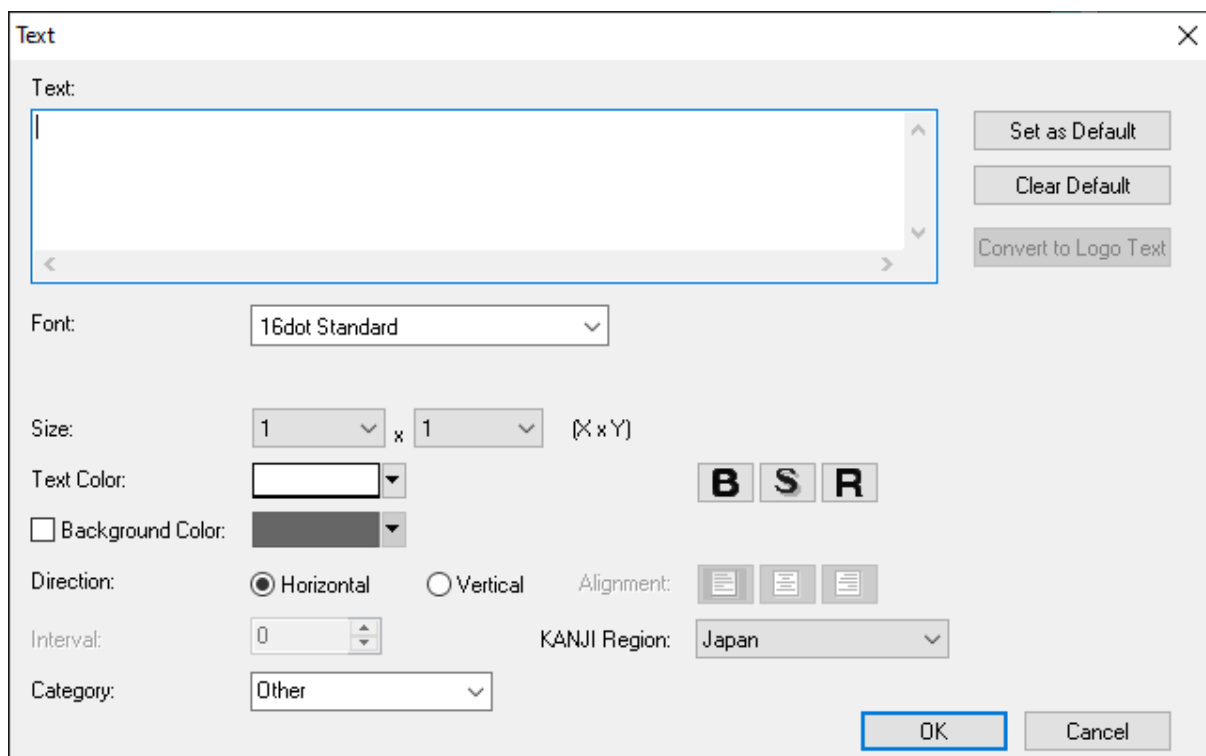 Text
Text:
Set as Default
Clear Default
Convert to Logo Text
Font:
16dot Standard
Size:
1 x 1 (X x Y)
Text Color:
B S R
Background Color:
Direction:
Horizontal
Vertical
Alignment:
Interval:
0
KANJI Region:
Japan
Category:
Other
OK
Cancel